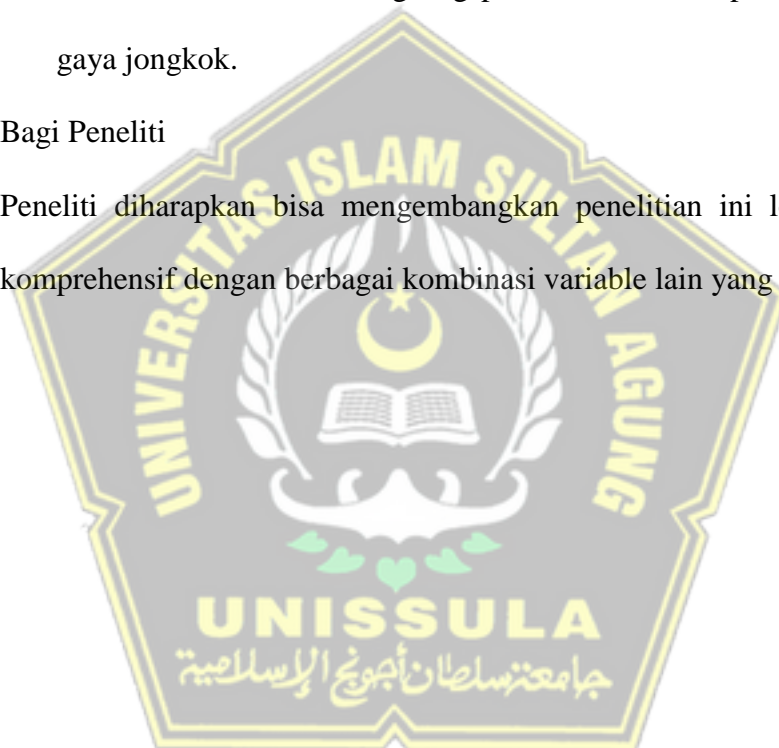 gaya jongkok.
Bagi Peneliti
Peneliti diharapkan bisa mengembangkan penelitian ini
komprehensif dengan berbagai kombinasi variable lain yang
UNIVERSITAS ISLAM SULTAN AGUNG
UNISSULA
جامعة سلطان أجونج الإسلامية